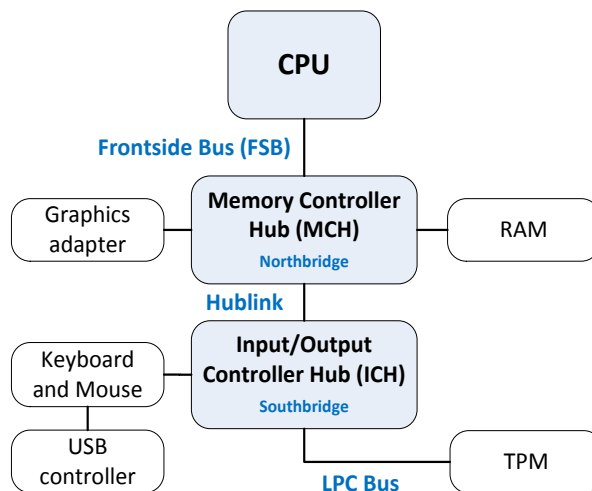 CPU
Frontside Bus (FSB)
Graphics
adapter
Memory Controller
Hub (MCH)
Northbridge
RAM
Hublink
Keyboard
and Mouse
Input/Output
Controller Hub (ICH)
Southbridge
USB
controller
LPC Bus
TPM